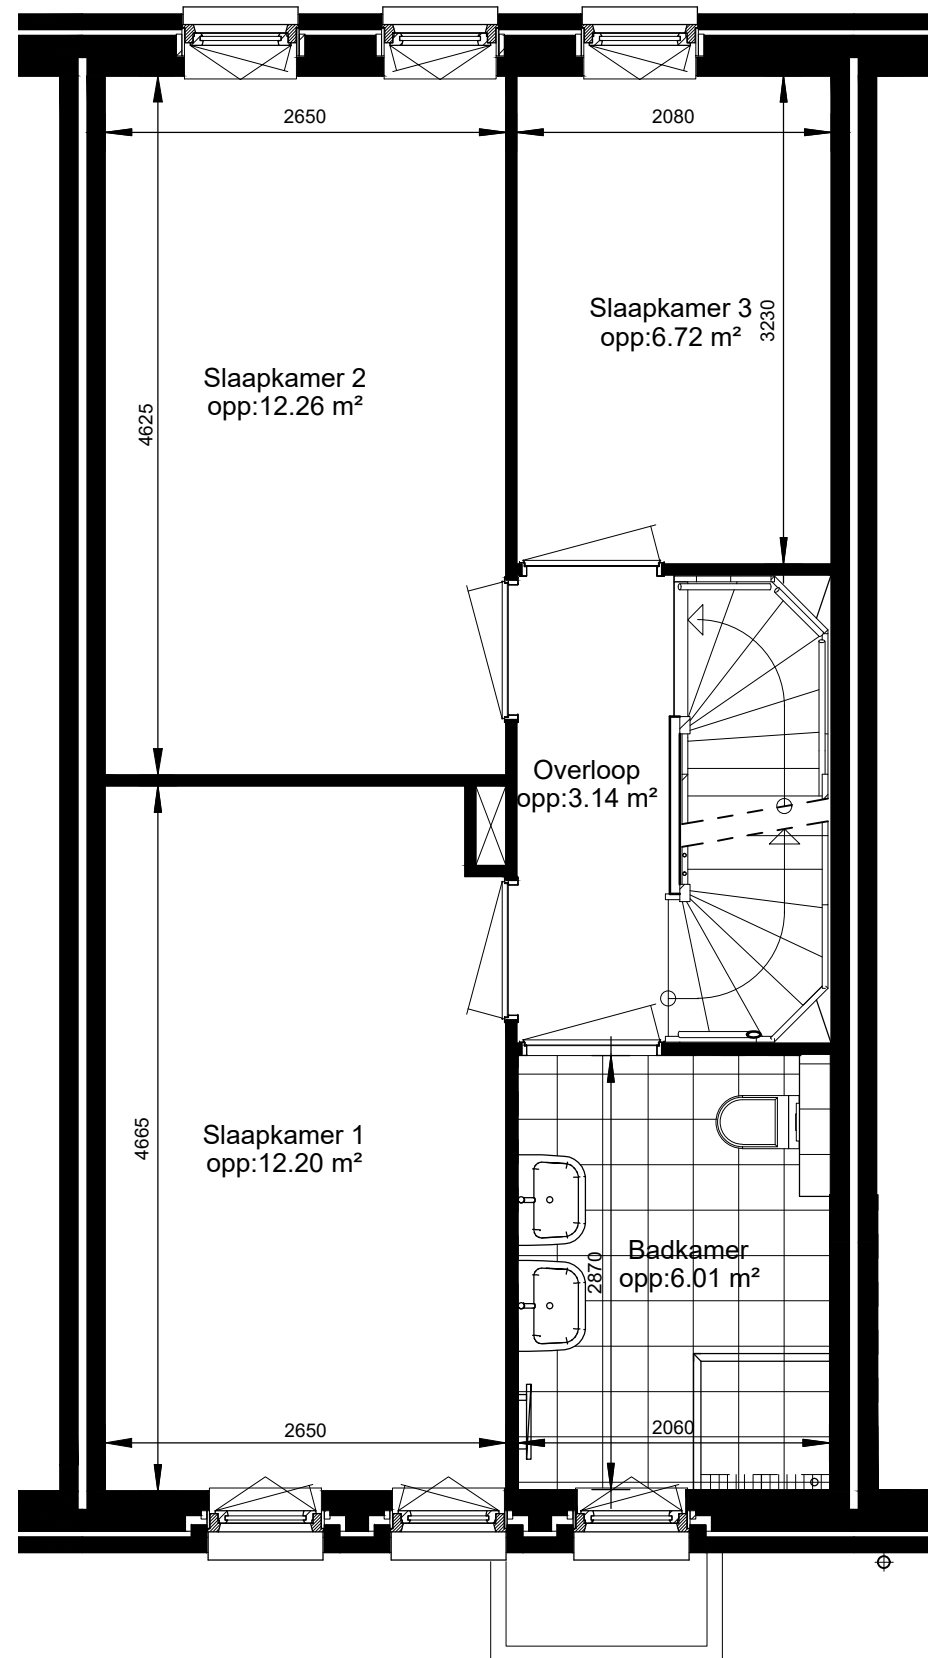 2650
2080
Slaapkamer 3
opp:6.72 m²
3230
Slaapkamer 2
opp:12.26 m²
4625
Overloop
opp:3.14 m²
Slaapkamer 1
opp:12.20 m²
4665
Badkamer
opp:6.01 m²
2870
2650
2060